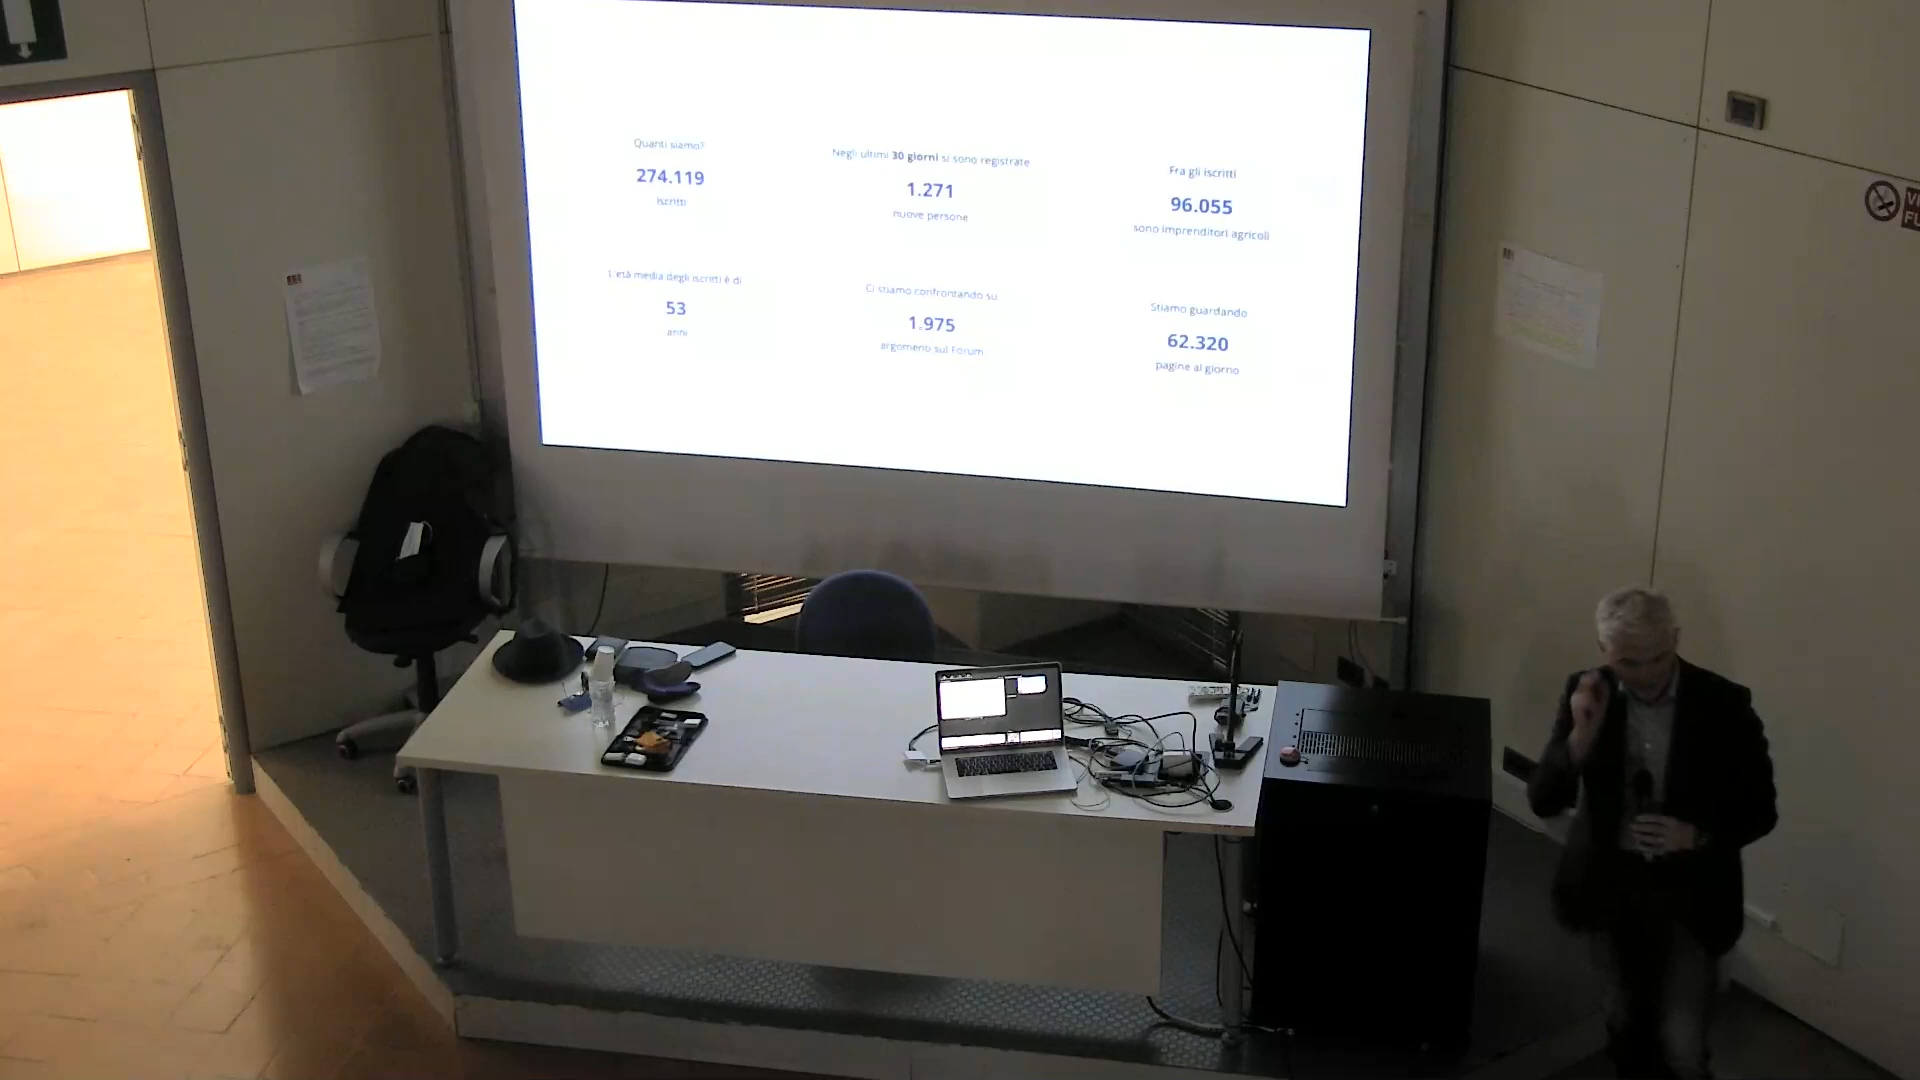 Quanti siamo?
274.119
iscritti
Negli ultimi 30 giorni si sono registrate
1.271
nuove persone
Fra gli iscritti
96.055
sono imprenditori agricoli
L'età media degli iscritti è di
53
anni
Ci stiamo confrontando su
1.975
argomenti sul Forum
Stiamo guardando
62.320
pagine al giorno